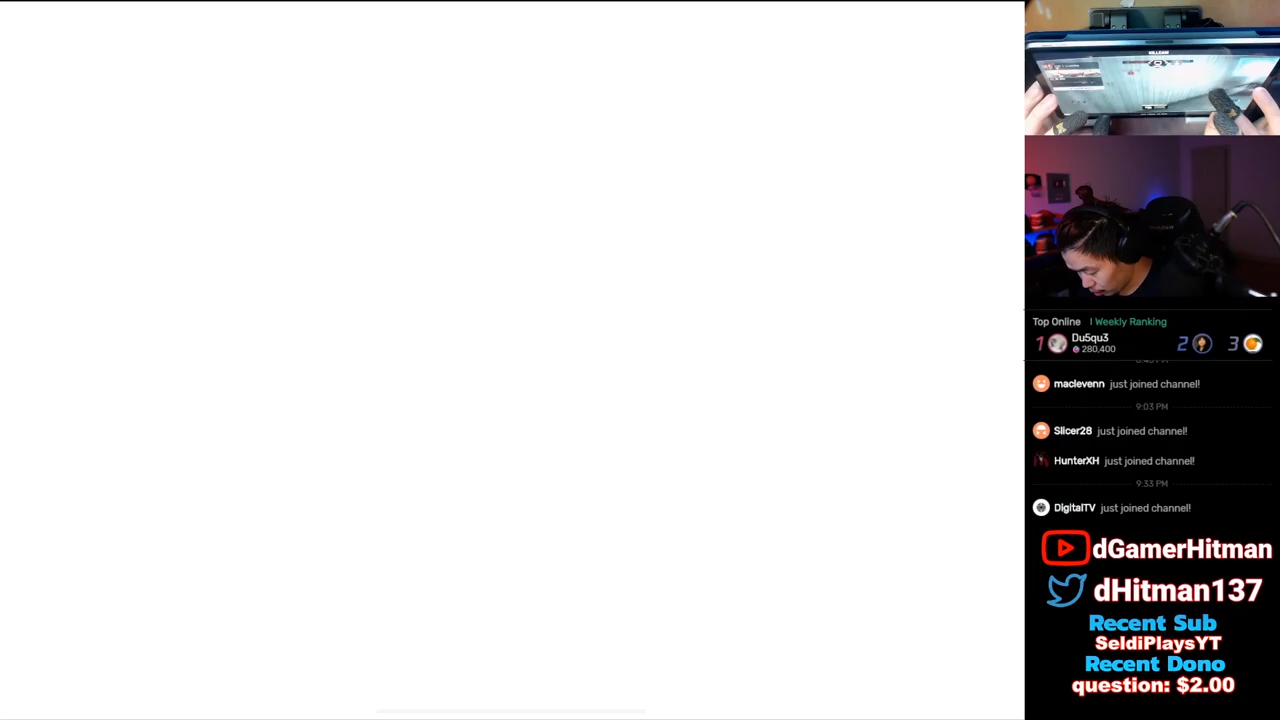 Top Online | Weekly Ranking
1 Du5qu3 2 3
280,400
maclevenn just joined channel!
9:03 PM
Slicer28 just joined channel!
HunterXH just joined channel!
9:33 PM
DigitalTV just joined channel!
dGamerHitman
dHitman137
Recent Sub
SeldiPlaysYT
Recent Dono
question: $2.00